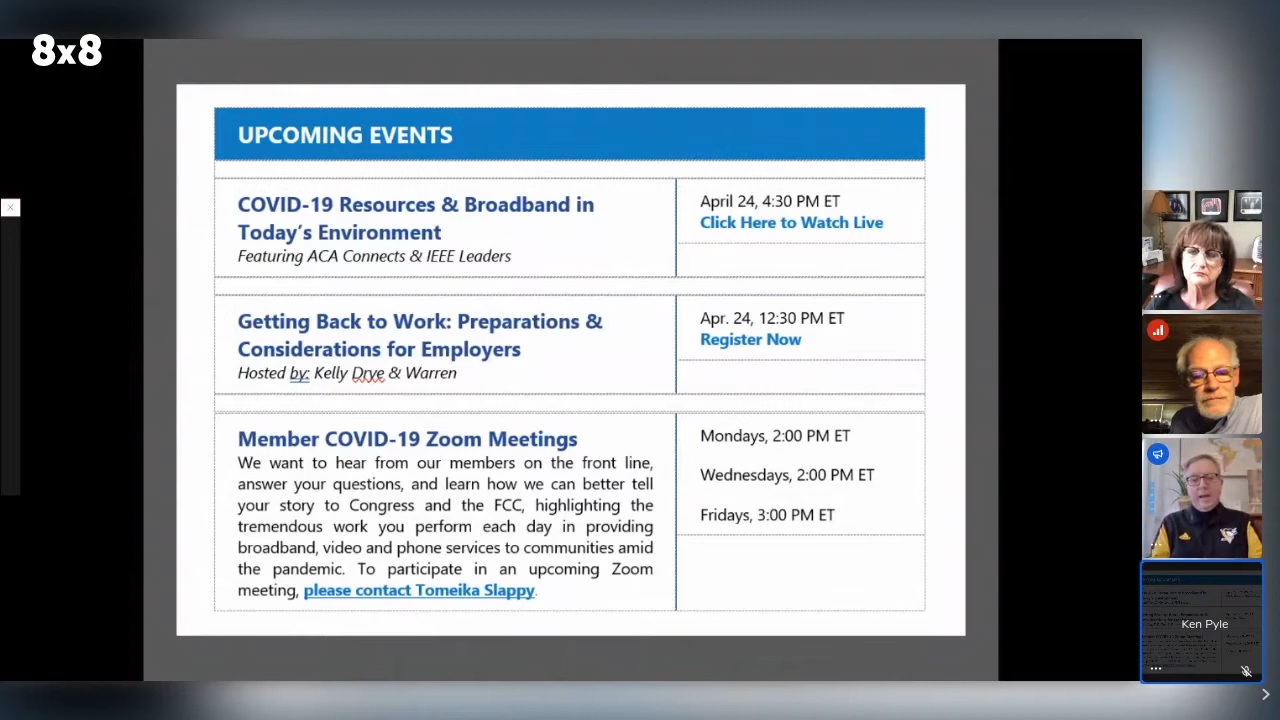 8x8
UPCOMING EVENTS
COVID-19 Resources & Broadband in
Today's Environment
Featuring ACA Connects & IEEE Leaders
April 24, 4:30 PM ET
Click Here to Watch Live
Getting Back to Work: Preparations &
Considerations for Employers
Hosted by: Kelly Drye & Warren
Apr. 24, 12:30 PM ET
Register Now
Member COVID-19 Zoom Meetings
We want to hear from our members on the front line,
answer your questions, and learn how we can better tell
your story to Congress and the FCC, highlighting the
tremendous work you perform each day in providing
broadband, video and phone services to communities amid
the pandemic. To participate in an upcoming Zoom
meeting, please contact Tomeika Slappy.
Mondays, 2:00 PM ET
Wednesdays, 2:00 PM ET
Fridays, 3:00 PM ET
Ken Pyle